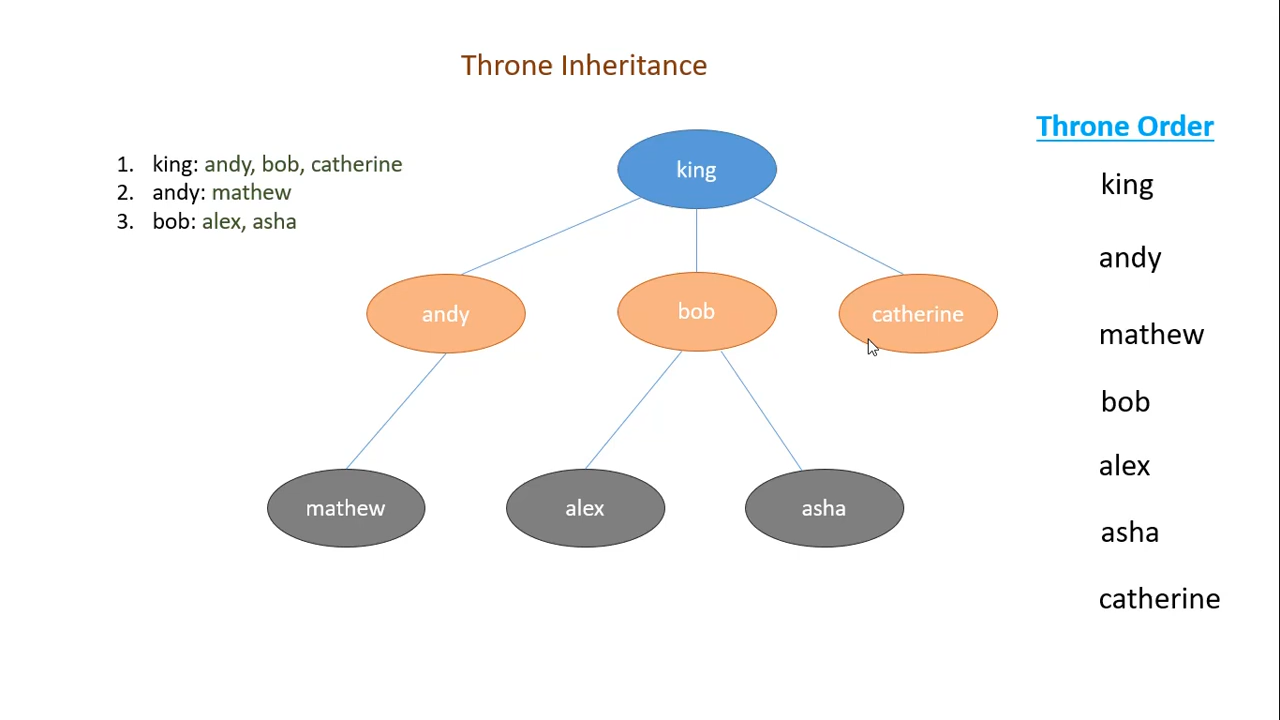 Throne Inheritance
1. king: andy, bob, catherine
2. andy: mathew
3. bob: alex, asha
king
andy
bob
catherine
mathew
alex
asha
Throne Order
king
andy
mathew
bob
alex
asha
catherine